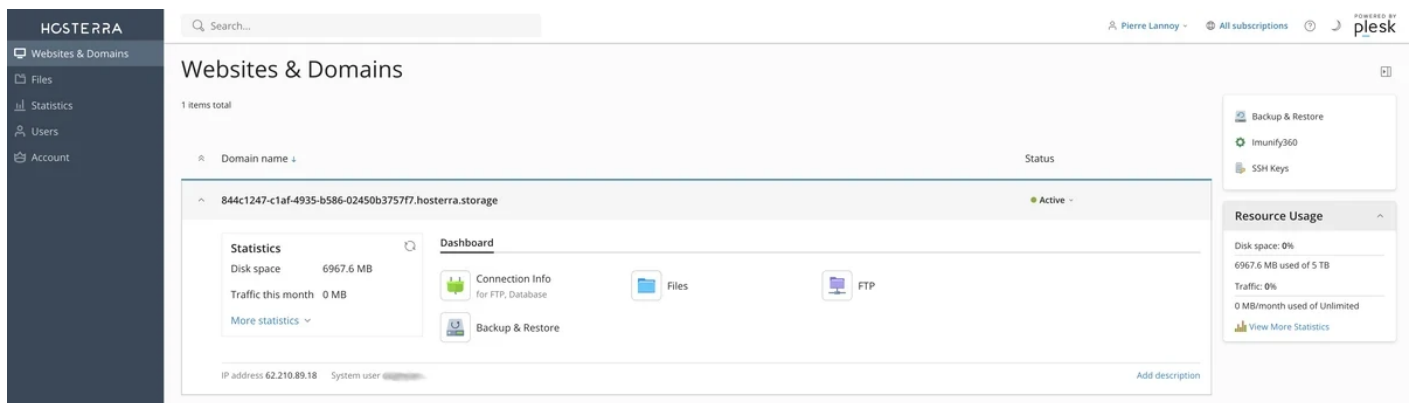 HOSTERRA
Search...
Pierre Lannoy
All subscriptions
POWERED BY
plesk
Websites & Domains
Files
Statistics
Users
Account
Websites & Domains
1 items total
Domain name ↓
Status
844c1247-c1af-4935-b586-02450b3757f7.hosterra.storage
Active
Statistics
Disk space 6967.6 MB
Traffic this month 0 MB
More statistics
Dashboard
Connection Info
for FTP, Database
Files
FTP
Backup & Restore
IP address 62.210.89.18 System user
Add description
Backup & Restore
Imunify360
SSH Keys
Resource Usage
Disk space: 0%
6967.6 MB used of 5 TB
Traffic: 0%
0 MB/month used of Unlimited
View More Statistics